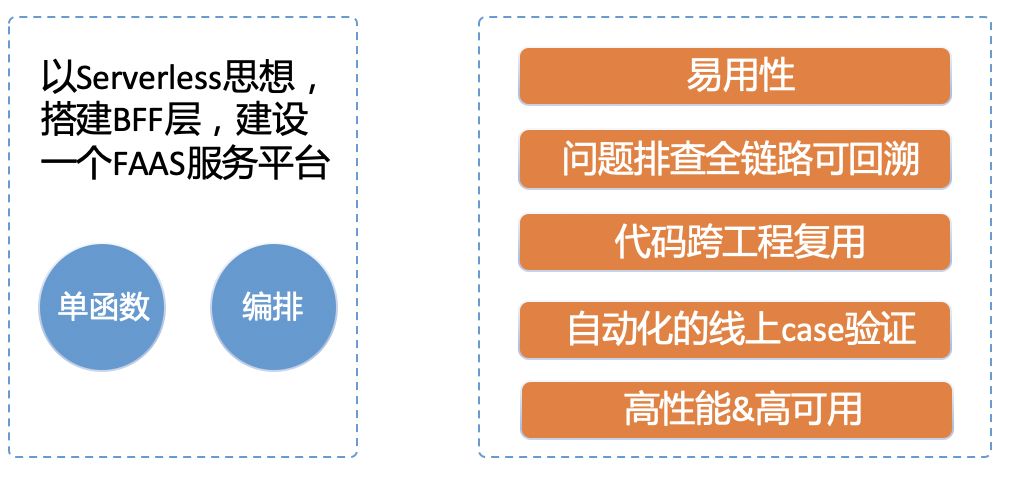 以Serverless思想，
搭建BFF层，建设
一个FAAS服务平台
单函数
编排
易用性
问题排查全链路可回溯
代码跨工程复用
自动化的线上case验证
高性能&高可用